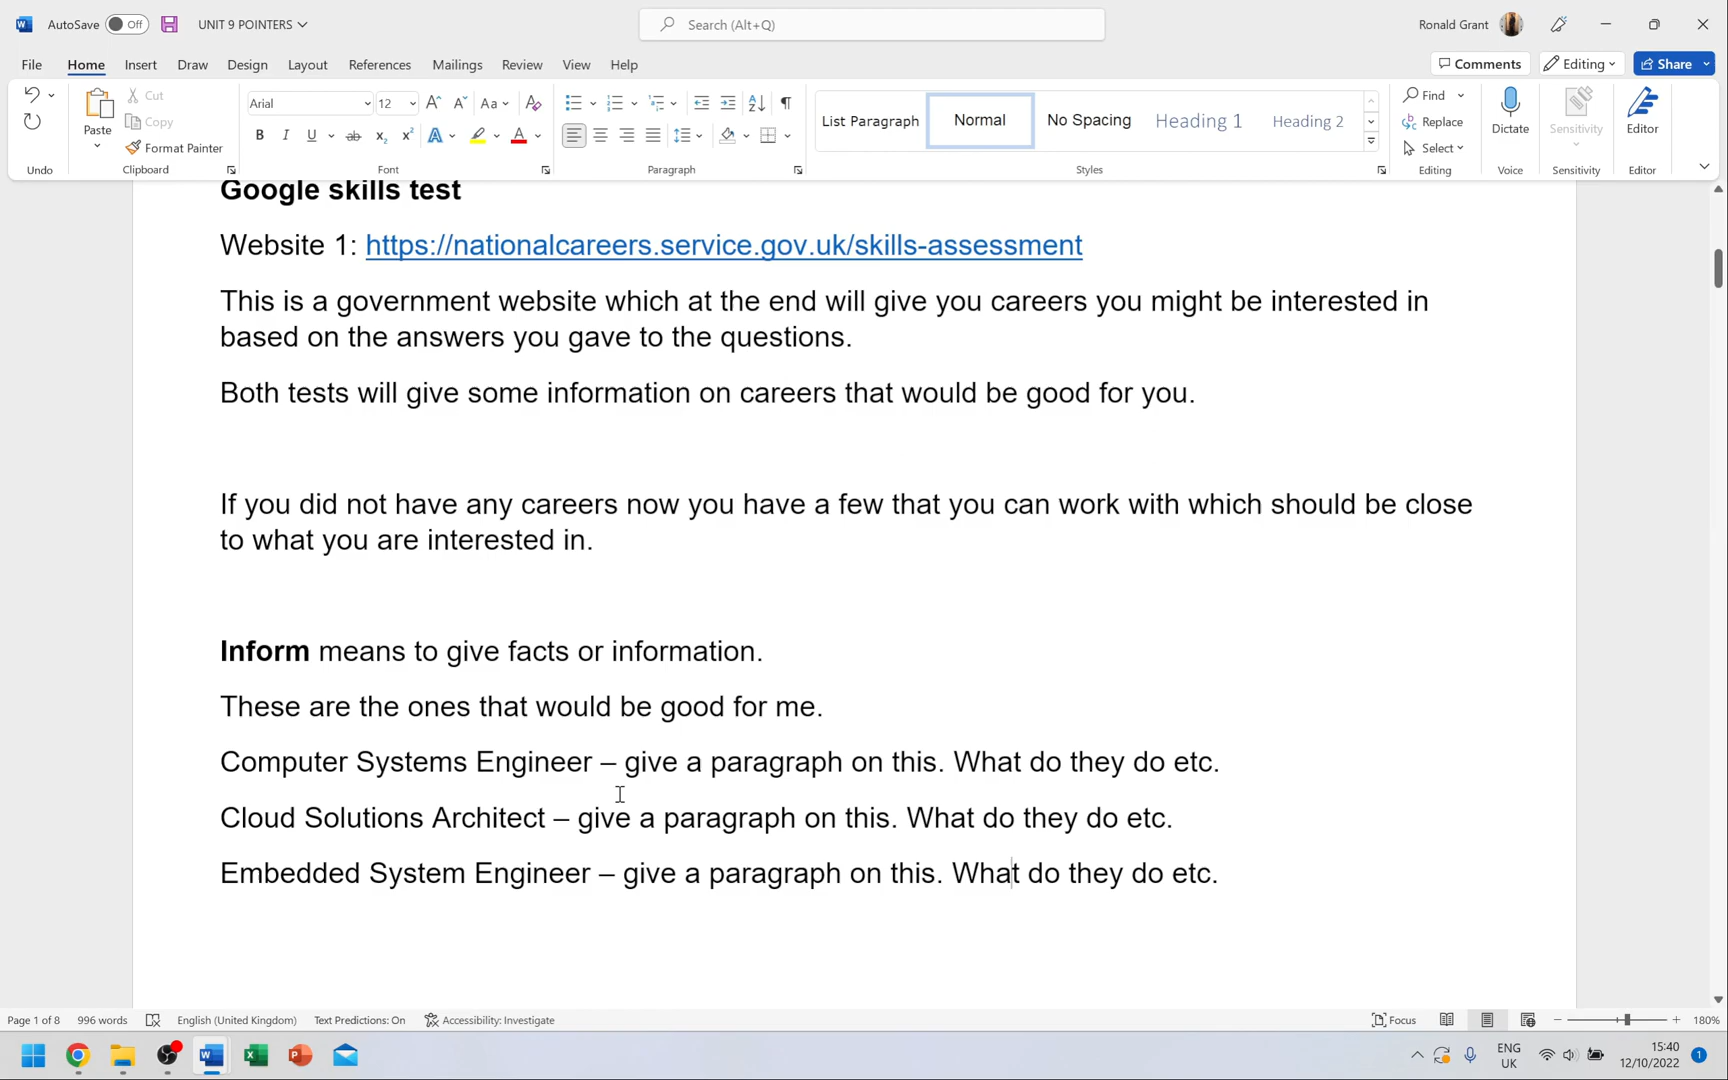 AutoSave Off UNIT 9 POINTERS Search (Alt+Q) Ronald Grant
File Home Insert Draw Design Layout References Mailings Review View Help Comments Editing Share
Paste Cut Copy Format Painter
Arial 12 Aa
B I U ab x₂ x² A A
List Paragraph Normal No Spacing Heading 1 Heading 2
Find Replace Select Dictate Sensitivity Editor
Undo Clipboard Font Paragraph Styles Editing Voice Sensitivity Editor
Google skills test
Website 1: https://nationalcareers.service.gov.uk/skills-assessment
This is a government website which at the end will give you careers you might be interested in
based on the answers you gave to the questions.
Both tests will give some information on careers that would be good for you.
If you did not have any careers now you have a few that you can work with which should be close
to what you are interested in.
Inform means to give facts or information.
These are the ones that would be good for me.
Computer Systems Engineer – give a paragraph on this. What do they do etc.
Cloud Solutions Architect – give a paragraph on this. What do they do etc.
Embedded System Engineer – give a paragraph on this. What do they do etc.
Page 1 of 8 996 words English (United Kingdom) Text Predictions: On Accessibility: Investigate Focus 180%
ENG 15:40
UK 12/10/2022 1